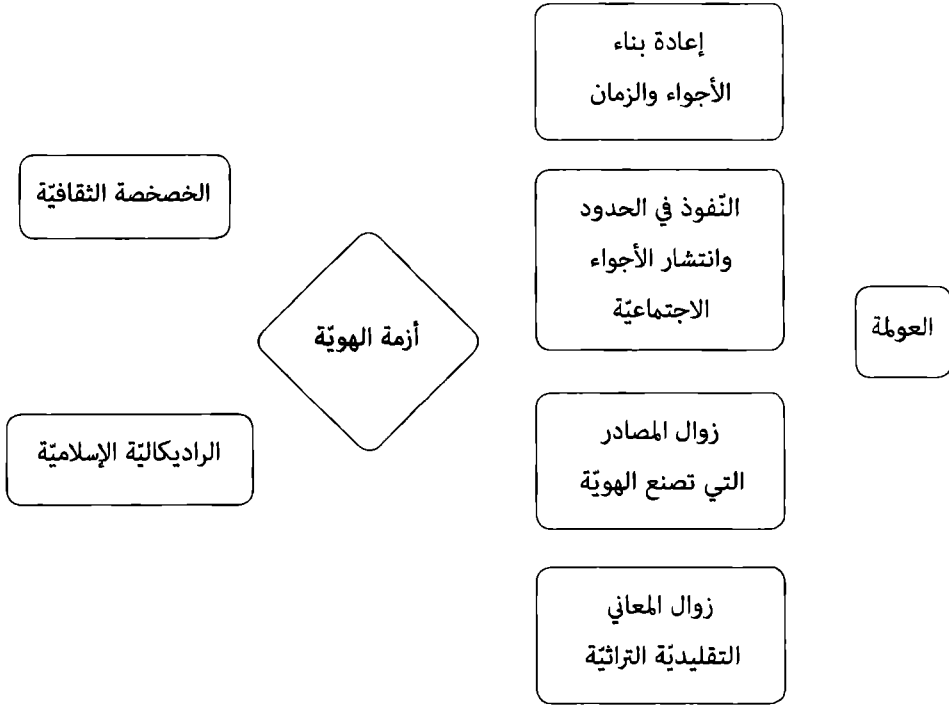 العولمة
إعادة بناء
الأجواء والزمان
النّفوذ في الحدود
وانتشار الأجواء
الاجتماعيّة
زوال المصادر
التي تصنع الهويّة
زوال المعاني
التقليديّة التراثيّة
أزمة الهويّة
الخصخصة الثقافيّة
الراديكاليّة الإسلاميّة